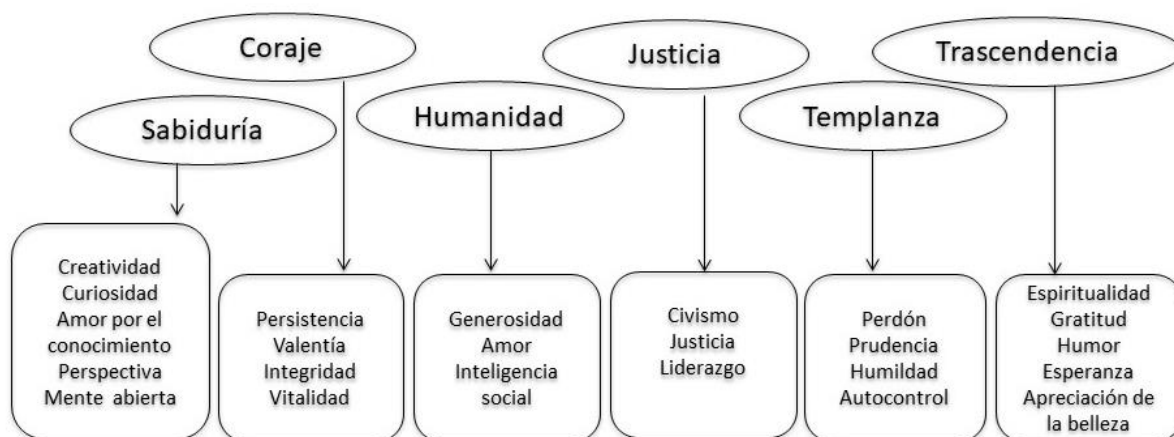 Coraje
Justicia
Trascendencia
Sabiduría
Humanidad
Templanza
Creatividad
Curiosidad
Amor por el
conocimiento
Perspectiva
Mente abierta
Persistencia
Valentía
Integridad
Vitalidad
Generosidad
Amor
Inteligencia
social
Civismo
Justicia
Liderazgo
Perdón
Prudencia
Humildad
Autocontrol
Espiritualidad
Gratitud
Humor
Esperanza
Apreciación de
la belleza